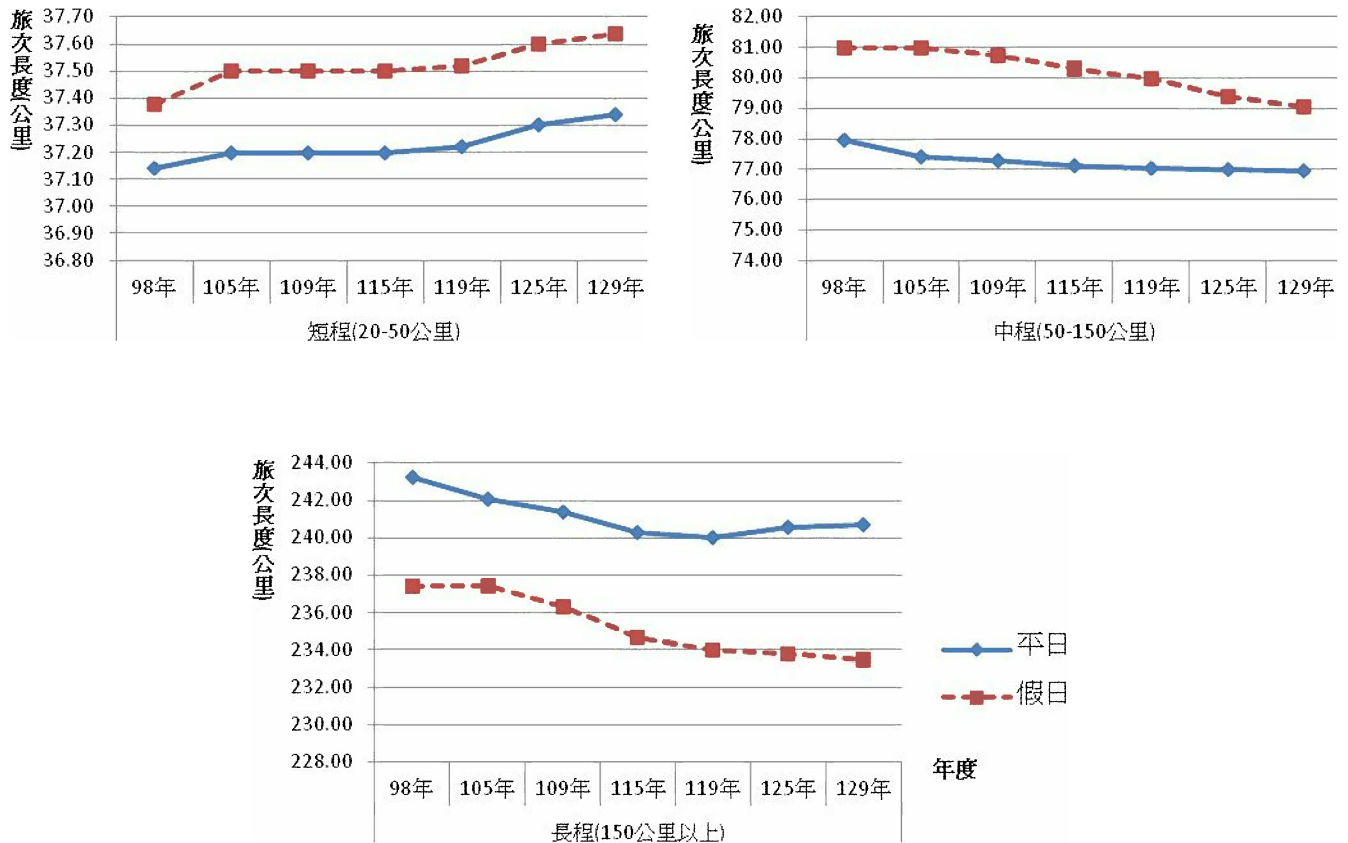 旅次長度(公里)
37.70
37.60
37.50
37.40
37.30
37.20
37.10
37.00
36.90
36.80
98年 105年 109年 115年 119年 125年 129年
短程(20-50公里)
旅次長度(公里)
82.00
81.00
80.00
79.00
78.00
77.00
76.00
75.00
74.00
98年 105年 109年 115年 119年 125年 129年
中程(50-150公里)
旅次長度(公里)
244.00
242.00
240.00
238.00
236.00
234.00
232.00
230.00
228.00
98年 105年 109年 115年 119年 125年 129年
長程(150公里以上)
平日
假日
年度